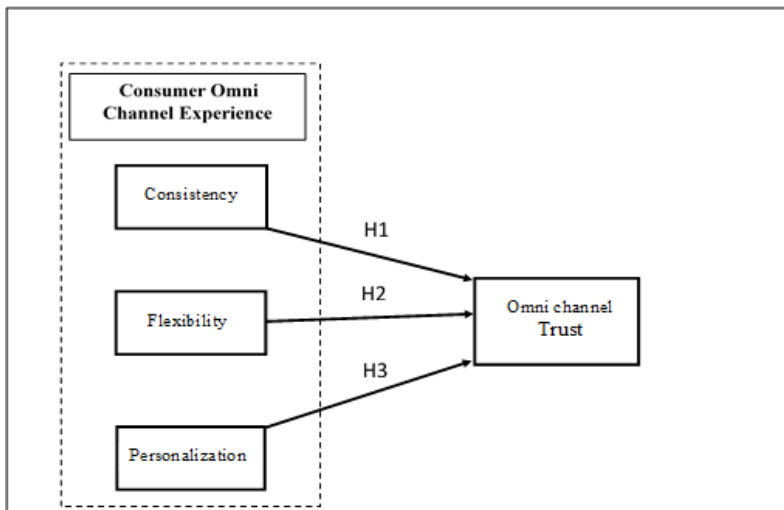 Consumer Omni
Channel Experience
Consistency
H1
Flexibility
H2
Omni channel
Trust
H3
Personalization